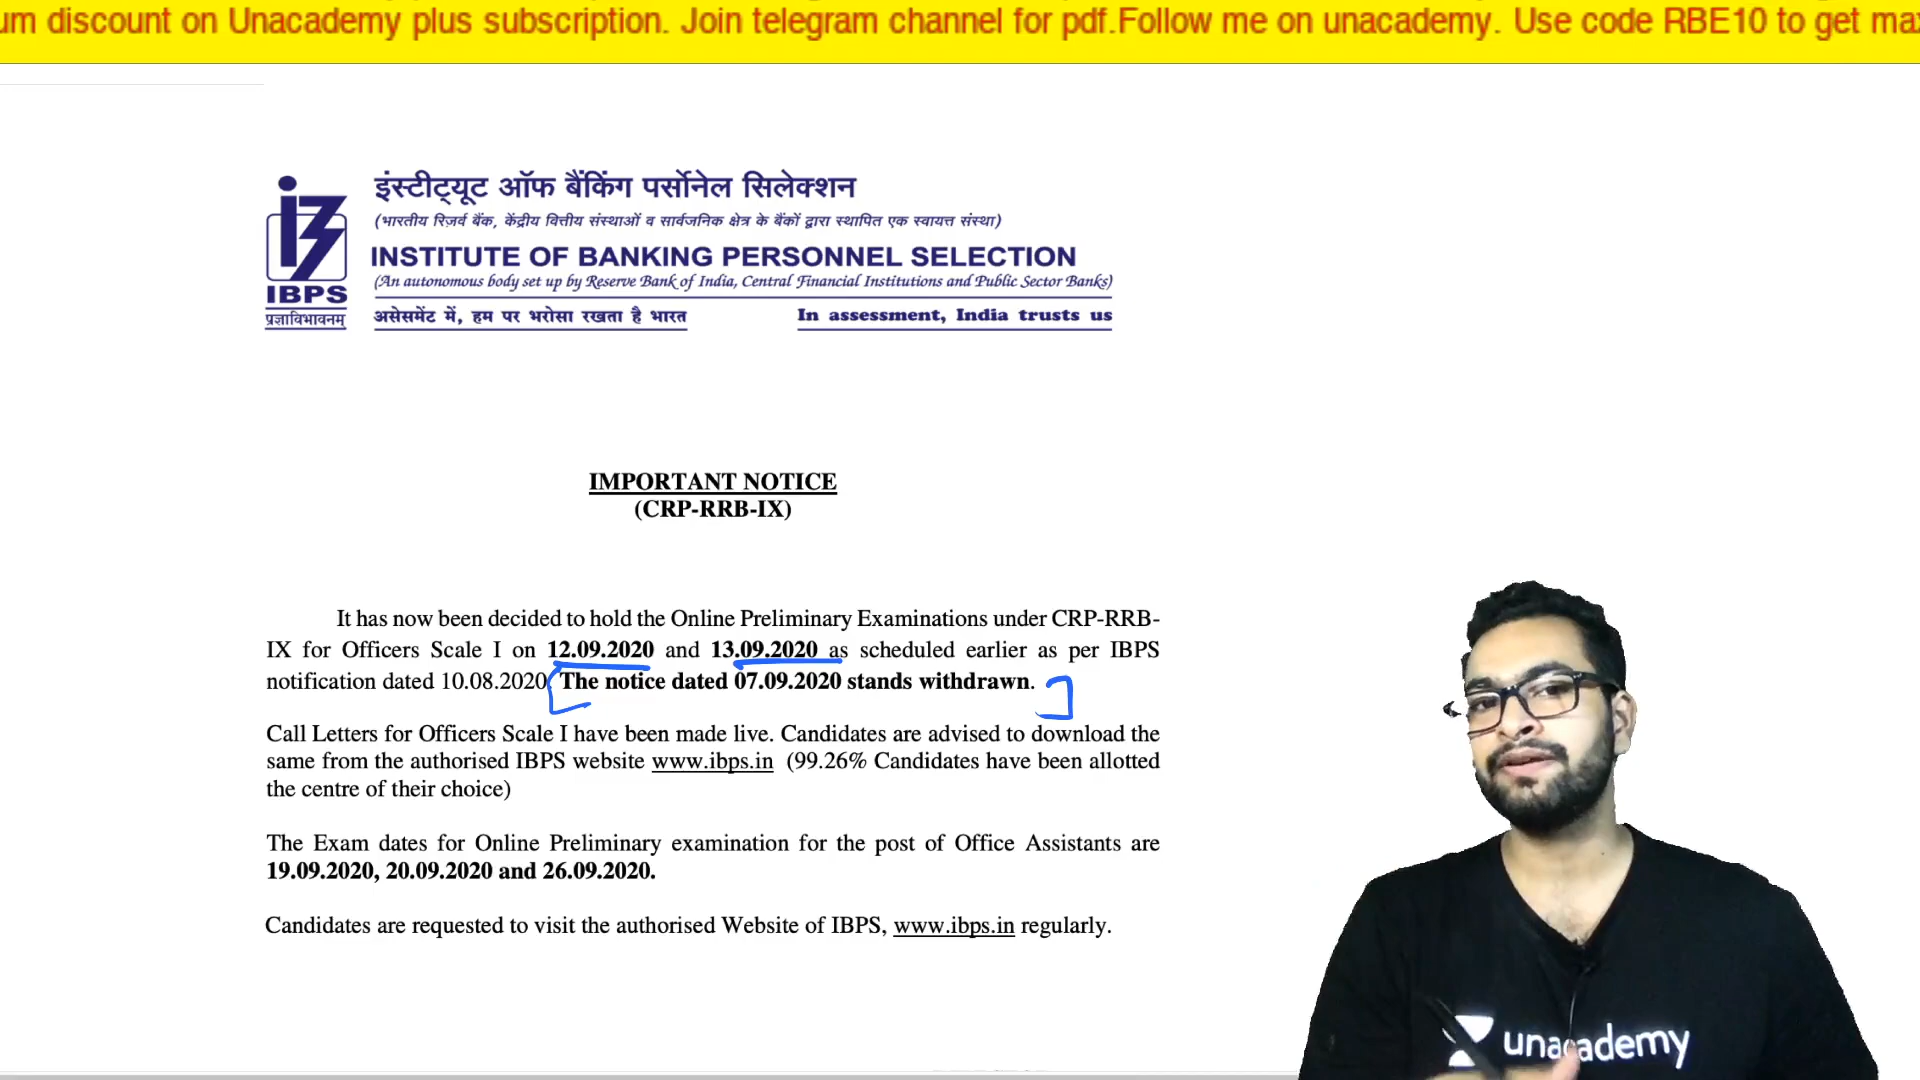 um discount on Unacademy plus subscription. Join telegram channel for pdf.Follow me on unacademy. Use code RBE10 to get max
इंस्टीट्यूट ऑफ बैंकिंग पर्सोनेल सिलेक्शन
(भारतीय रिज़र्व बैंक, केंद्रीय वित्तीय संस्थाओं व सार्वजनिक क्षेत्र के बैंकों द्वारा स्थापित एक स्वायत्त संस्था)
INSTITUTE OF BANKING PERSONNEL SELECTION
(An autonomous body set up by Reserve Bank of India, Central Financial Institutions and Public Sector Banks)
IBPS
प्रज्ञाविभावनम्
असेसमेंट में, हम पर भरोसा रखता है भारत
In assessment, India trusts us
IMPORTANT NOTICE
(CRP-RRB-IX)
It has now been decided to hold the Online Preliminary Examinations under CRP-RRB-
IX for Officers Scale I on 12.09.2020 and 13.09.2020 as scheduled earlier as per IBPS
notification dated 10.08.2020. The notice dated 07.09.2020 stands withdrawn.
Call Letters for Officers Scale I have been made live. Candidates are advised to download the
same from the authorised IBPS website www.ibps.in (99.26% Candidates have been allotted
the centre of their choice)
The Exam dates for Online Preliminary examination for the post of Office Assistants are
19.09.2020, 20.09.2020 and 26.09.2020.
Candidates are requested to visit the authorised Website of IBPS, www.ibps.in regularly.
unacademy